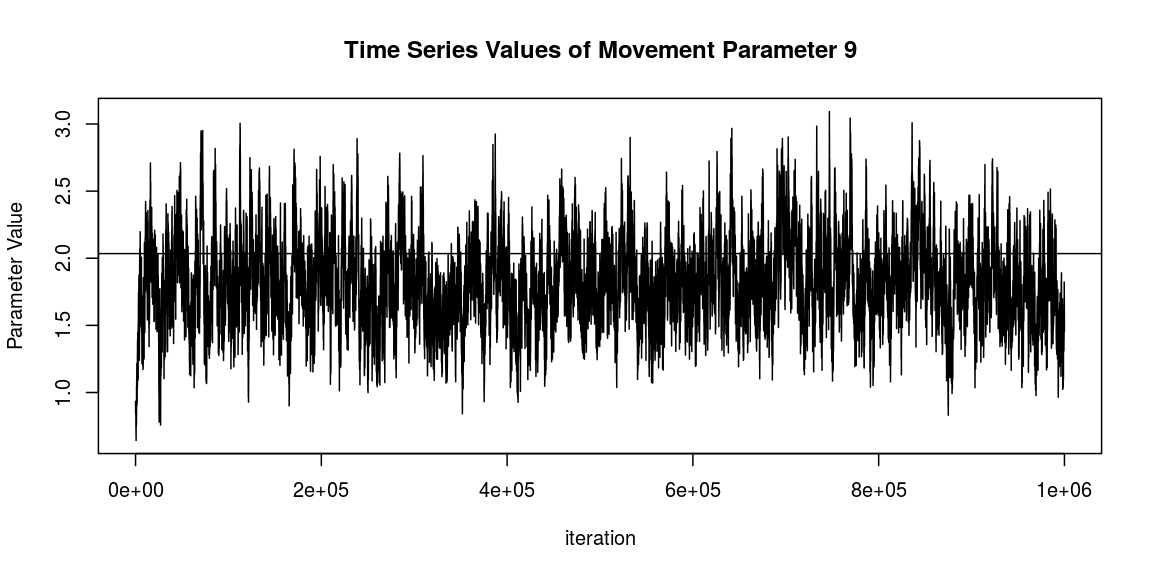 Time Series Values of Movement Parameter 9
Parameter Value
3.0
2.5
2.0
1.5
1.0
0e+00 2e+05 4e+05 6e+05 8e+05 1e+06
iteration